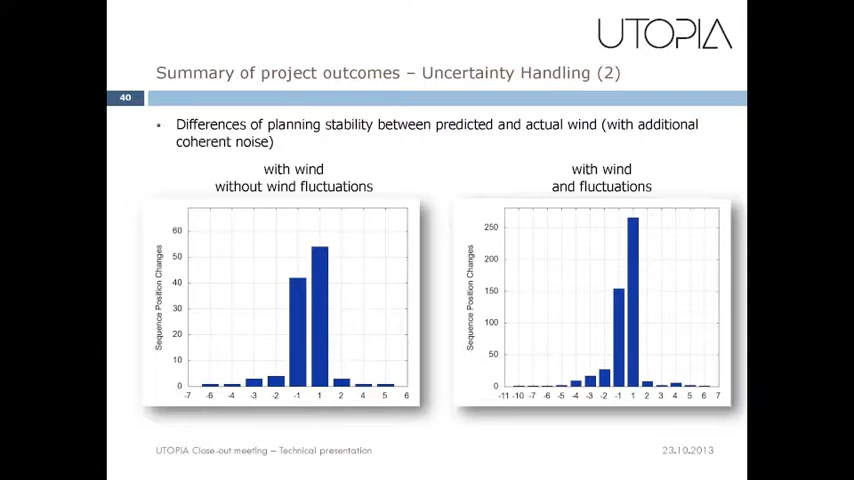 UTOPIA
Summary of project outcomes – Uncertainty Handling (2)
40
▪ Differences of planning stability between predicted and actual wind (with additional
coherent noise)
with wind
without wind fluctuations
with wind
and fluctuations
Sequence Position Changes
60
50
40
30
20
10
0
-7 -6 -4 -3 -2 -1 1 2 4 5 6
Sequence Position Changes
250
200
150
100
50
0
-11 -10 -7 -6 -5 -4 -3 -2 -1 1 2 3 4 5 6 7
UTOPIA Close-out meeting – Technical presentation
23.10.2013